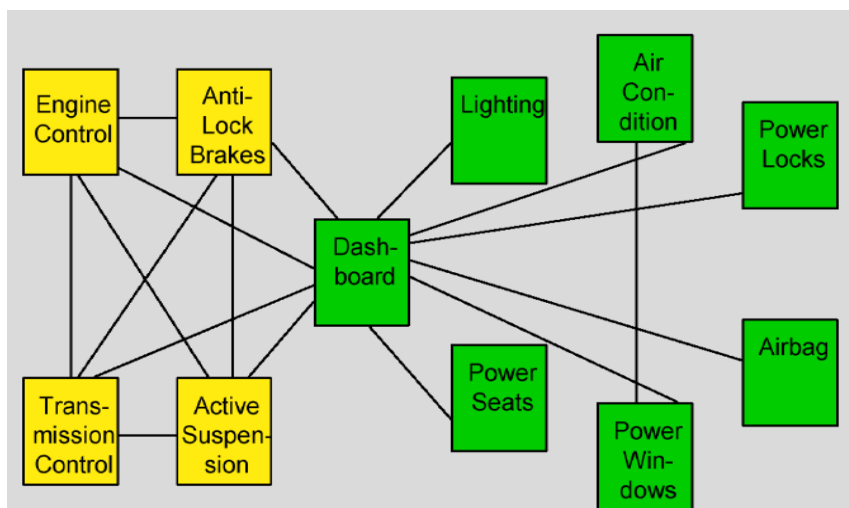 Engine
Control
Anti-
Lock
Brakes
Lighting
Air
Con-
dition
Power
Locks
Dash-
board
Trans-
mission
Control
Active
Suspen-
sion
Power
Seats
Power
Win-
dows
Airbag